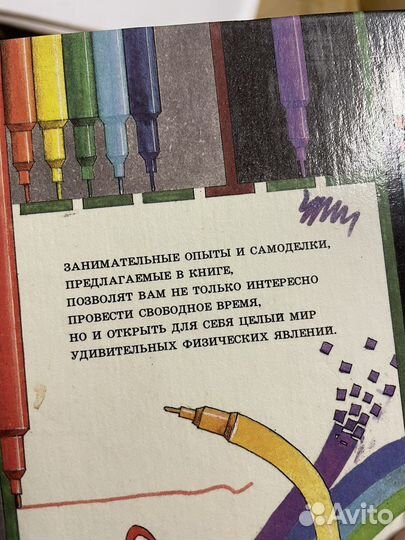 ЗАНИМАТЕЛЬНЫЕ ОПЫТЫ И САМОДЕЛКИ,
ПРЕДЛАГАЕМЫЕ В КНИГЕ,
ПОЗВОЛЯТ ВАМ НЕ ТОЛЬКО ИНТЕРЕСНО
ПРОВЕСТИ СВОБОДНОЕ ВРЕМЯ,
НО И ОТКРЫТЬ ДЛЯ СЕБЯ ЦЕЛЫЙ МИР
УДИВИТЕЛЬНЫХ ФИЗИЧЕСКИХ ЯВЛЕНИЙ.
Avito